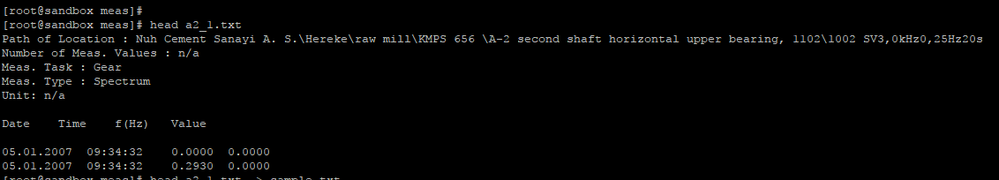 [root@sandbox meas]#
[root@sandbox meas]# head a2_1.txt
Path of Location : Nuh Cement Sanayi A. S.\Hereke\raw mill\KMPS 656 \A-2 second shaft horizontal upper bearing, 1102\1002 SV3,0kHz0,25Hz20s
Number of Meas. Values : n/a
Meas. Task : Gear
Meas. Type : Spectrum
Unit: n/a
Date Time f(Hz) Value
05.01.2007 09:34:32 0.0000 0.0000
05.01.2007 09:34:32 0.2930 0.0000
[root@sandbox meas]# head a2_1.txt > sample.txt